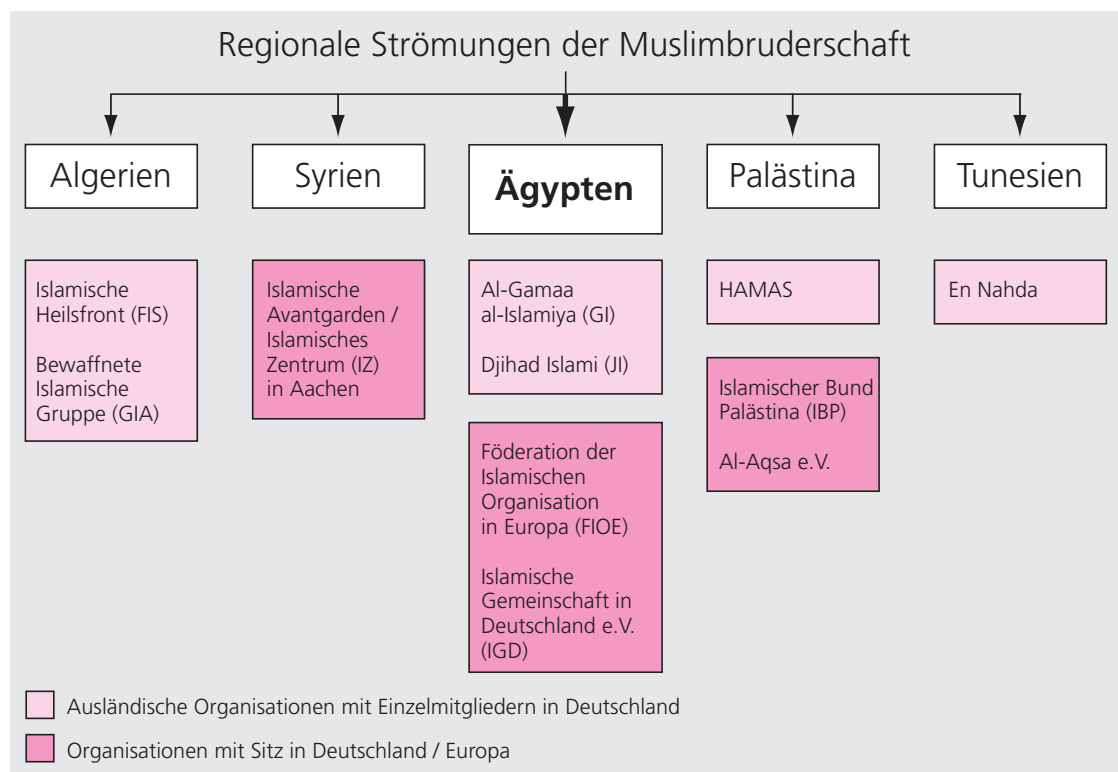 Regionale Strömungen der Muslimbruderschaft
Algerien
Syrien
Ägypten
Palästina
Tunesien
Islamische
Heilsfront (FIS)
Bewaffnete
Islamische
Gruppe (GIA)
Islamische
Avantgarden /
Islamisches
Zentrum (IZ)
in Aachen
Al-Gamaa
al-Islamiya (GI)
Djihad Islami (JI)
Föderation der
Islamischen
Organisation
in Europa (FIOE)
Islamische
Gemeinschaft in
Deutschland e.V.
(IGD)
HAMAS
Islamischer Bund
Palästina (IBP)
Al-Aqsa e.V.
En Nahda
Ausländische Organisationen mit Einzelmitgliedern in Deutschland
Organisationen mit Sitz in Deutschland / Europa